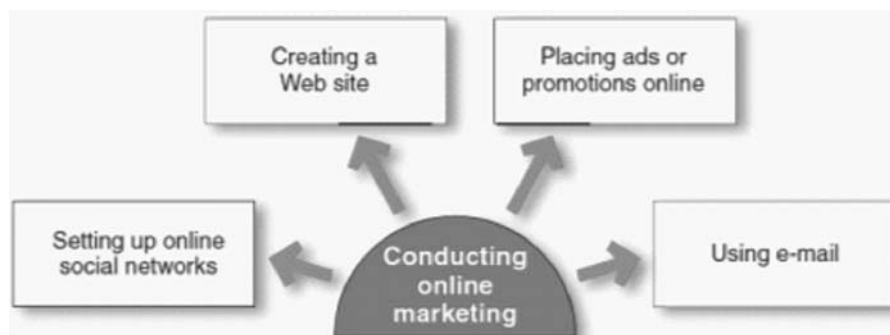 Creating a
Web site
Placing ads or
promotions online
Setting up online
social networks
Conducting
online
marketing
Using e-mail